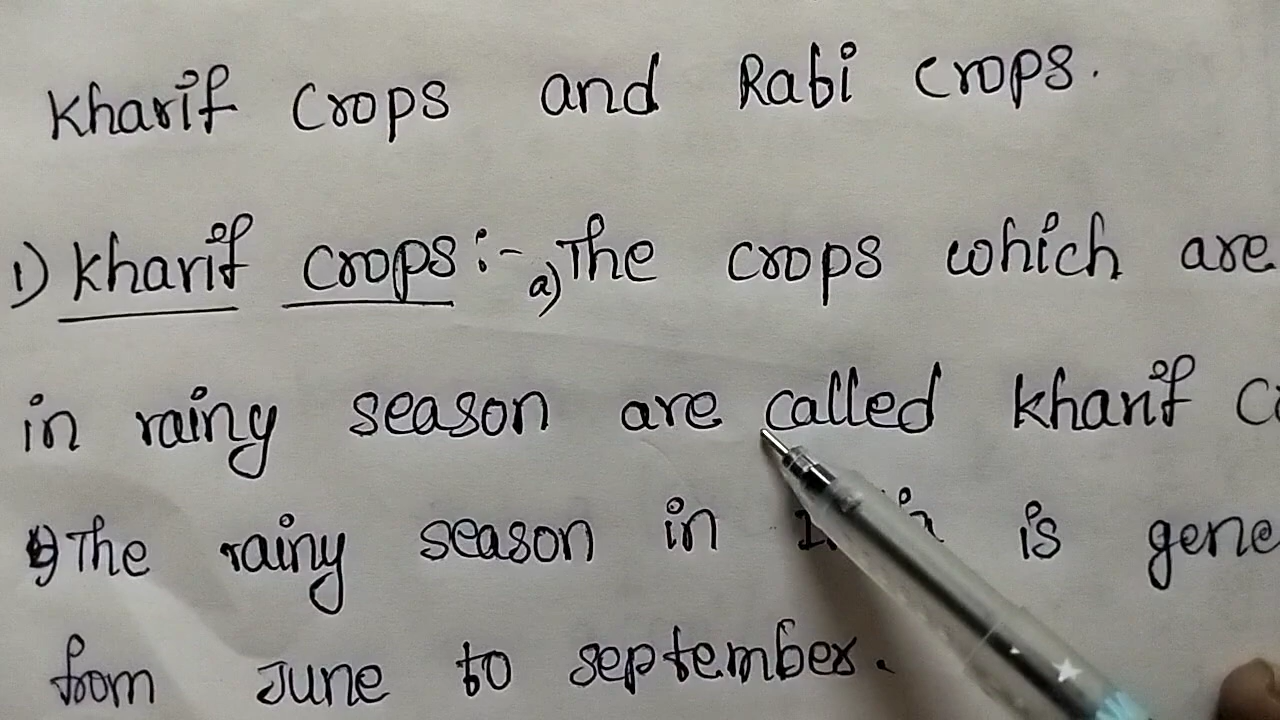 Kharif Crops and Rabi Crops.
1) Kharif crops :- a) The crops which are
in rainy season are called kharif
b) The rainy season in is
from June to september.